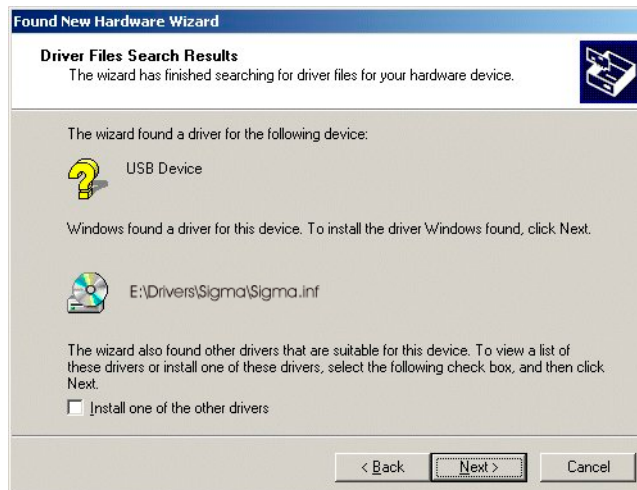 Found New Hardware Wizard
Driver Files Search Results
The wizard has finished searching for driver files for your hardware device.
The wizard found a driver for the following device:
USB Device
Windows found a driver for this device. To install the driver Windows found, click Next.
E:\Drivers\Sigma\Sigma.inf
The wizard also found other drivers that are suitable for this device. To view a list of
these drivers or install one of these drivers, select the following check box, and then click
Next.
Install one of the other drivers
< Back
Next >
Cancel